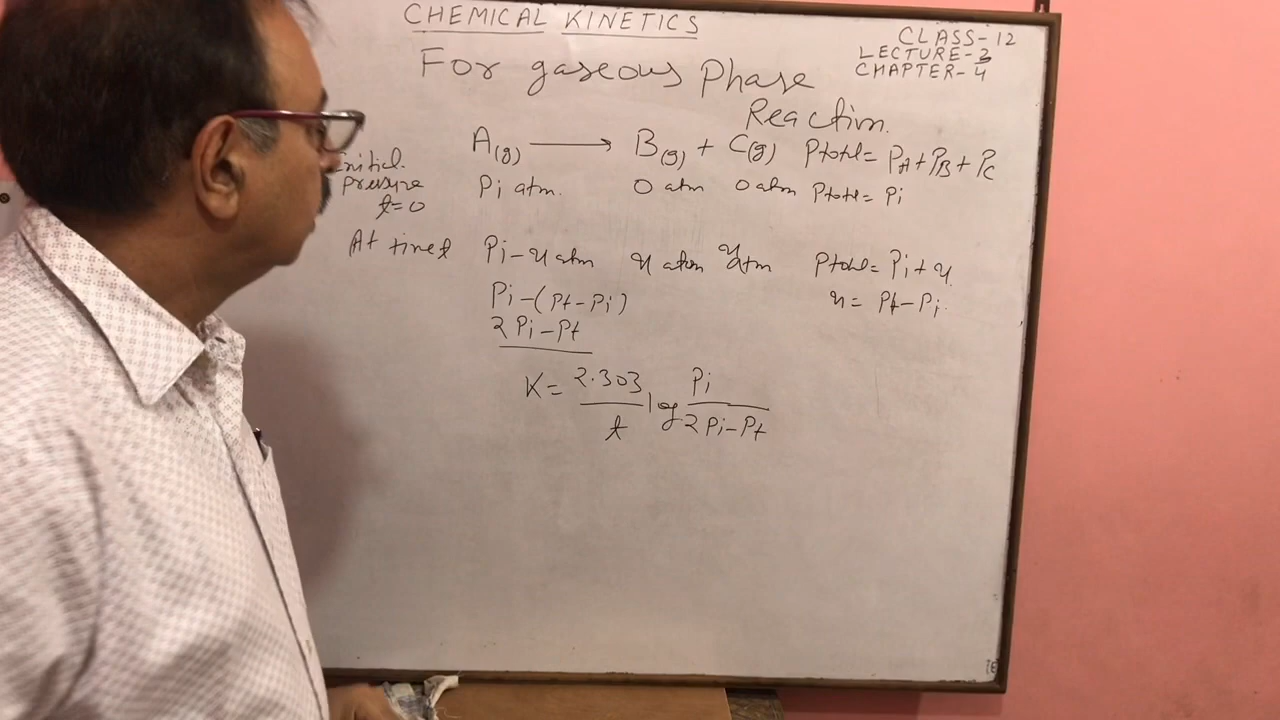 CHEMICAL KINETICS
CLASS-12
LECTURE-3
CHAPTER-4
For gaseous Phase
Reaction.
A(g) ⟶ B(g) + C(g) Ptotal = PA + PB + PC
Initial
pressure
t=0
Pi atm. 0 atm 0 atm Ptotal = Pi
At time t Pi-x atm x atm x atm Ptotal = Pi + x
Pi-(Pt-Pi) x = Pt-Pi
2Pi-Pt
K = 2.303/t log Pi/2Pi-Pt